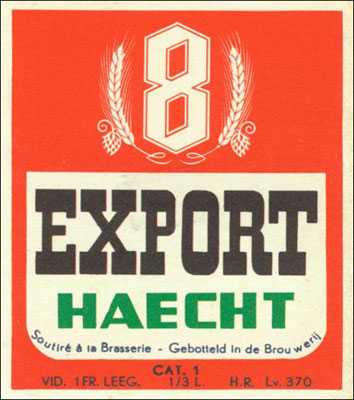 8
EXPORT
HAECHT
Soutiré à la Brasserie - Gebotteld in de Brouwerij
CAT. 1
VID. 1FR. LEEG. 1/3 L. H.R. Lv. 370